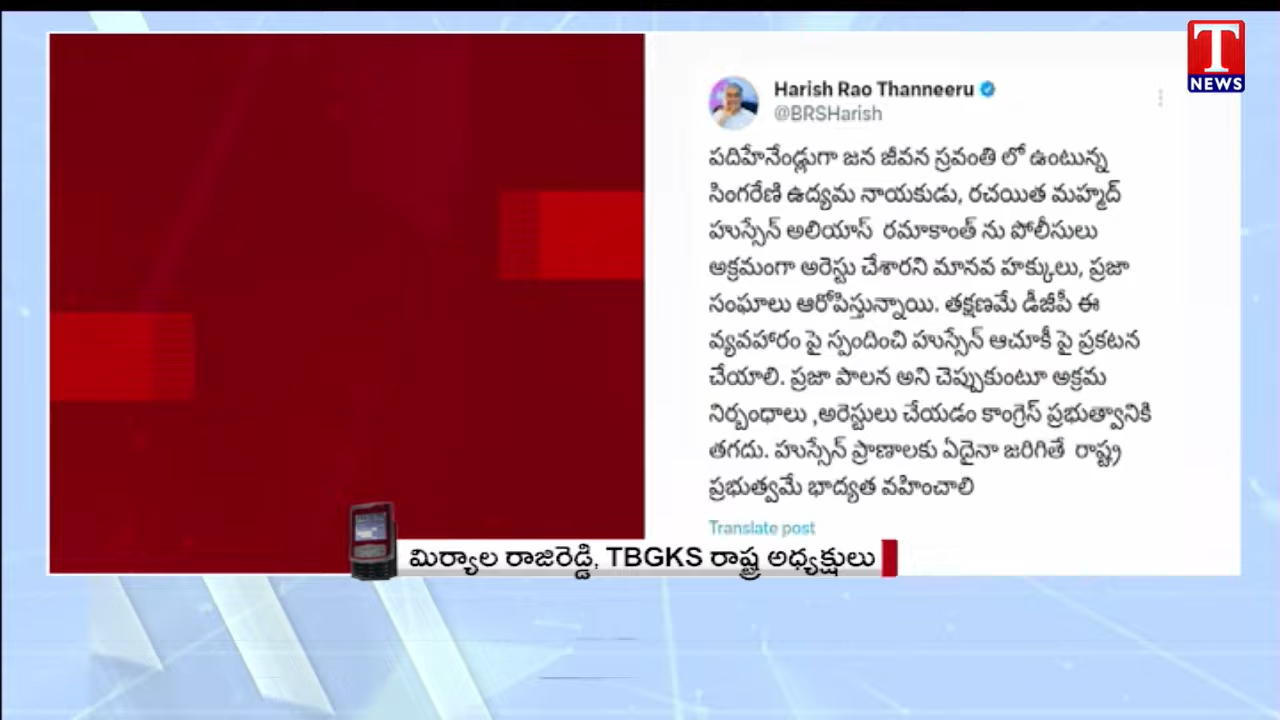 T
NEWS
Harish Rao Thanneeru
@BRSHarish
పదిహేనేండ్లుగా జన జీవన స్రవంతి లో ఉంటున్న
సింగరేణి ఉద్యమ నాయకుడు, రచయిత మహ్మద్
హుస్సేన్ అలియాస్ రమాకాంత్ ను పోలీసులు
అక్రమంగా అరెస్టు చేశారని మానవ హక్కులు, ప్రజా
సంఘాలు ఆరోపిస్తున్నాయి. తక్షణమే డీజీపీ ఈ
వ్యవహారం పై స్పందించి హుస్సేన్ ఆచూకీ పై ప్రకటన
చేయాలి. ప్రజా పాలన అని చెప్పుకుంటూ అక్రమ
నిర్బంధాలు ,అరెస్టులు చేయడం కాంగ్రెస్ ప్రభుత్వానికి
తగదు. హుస్సేన్ ప్రాణాలకు ఏదైనా జరిగితే రాష్ట్ర
ప్రభుత్వమే భాద్యత వహించాలి
Translate post
మిర్యాల రాజిరెడ్డి, TBGKS రాష్ట్ర అధ్యక్షులు